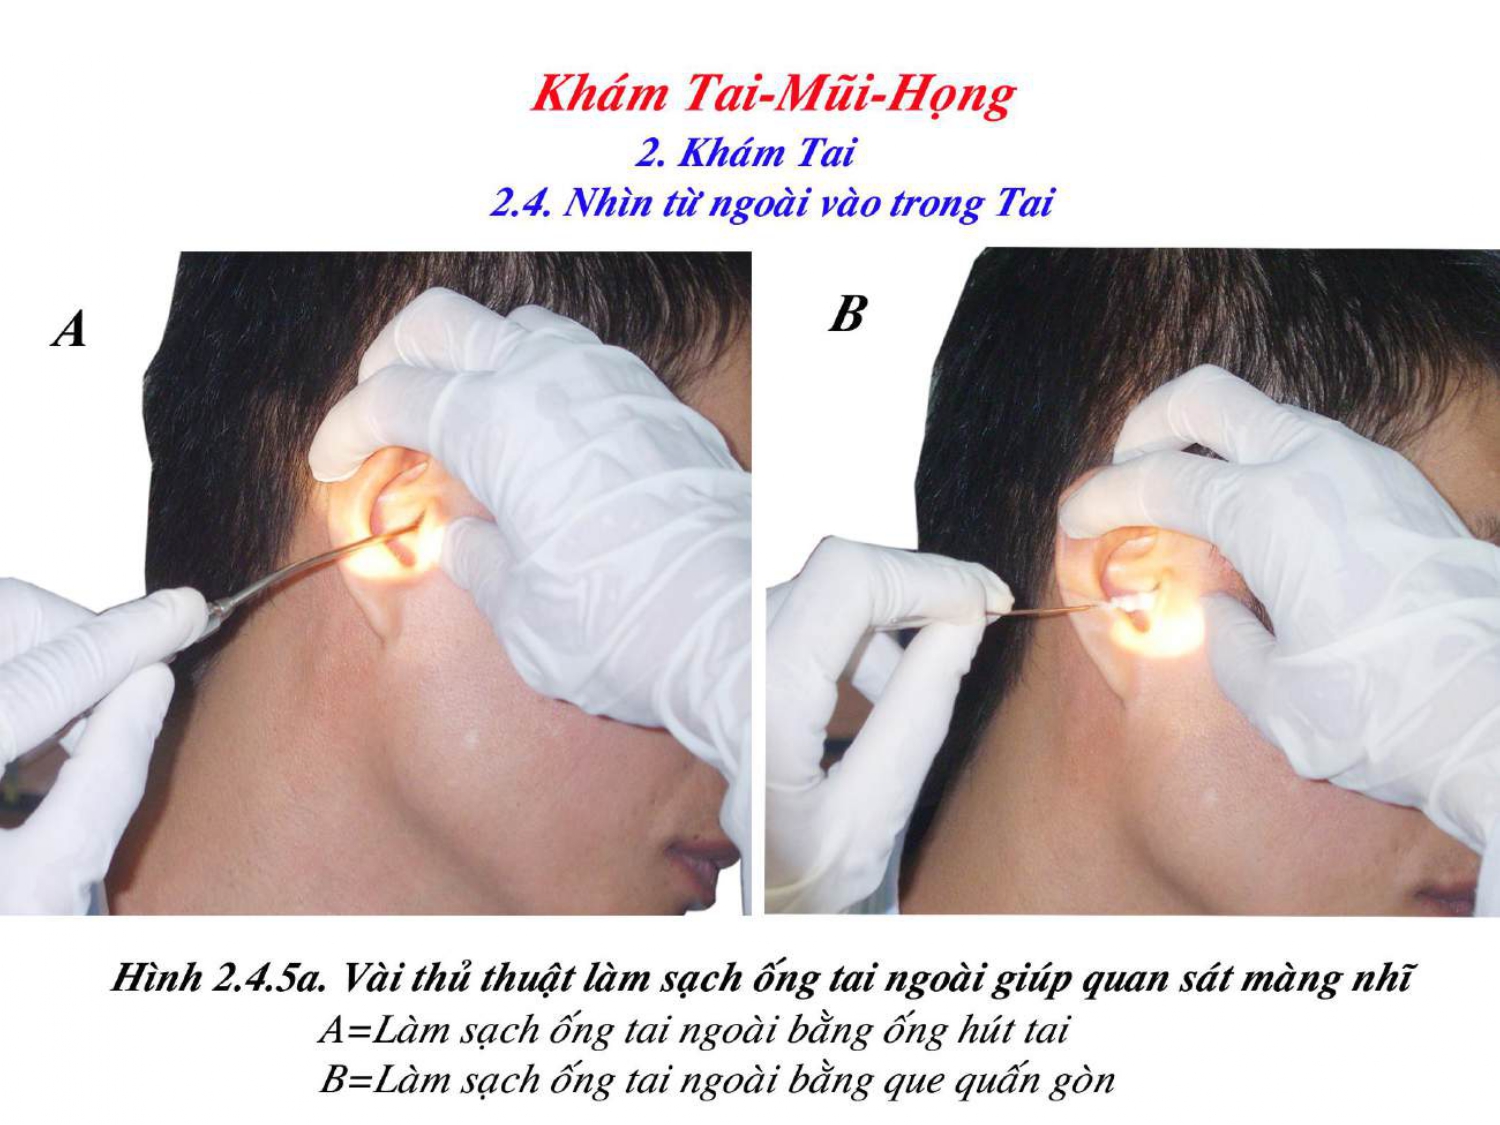 Khám Tai-Mũi-Họng
2. Khám Tai
2.4. Nhìn từ ngoài vào trong Tai
A
B
Hình 2.4.5a. Vài thủ thuật làm sạch ống tai ngoài giúp quan sát màng nhĩ
A=Làm sạch ống tai ngoài bằng ống hút tai
B=Làm sạch ống tai ngoài bằng que quấn gòn